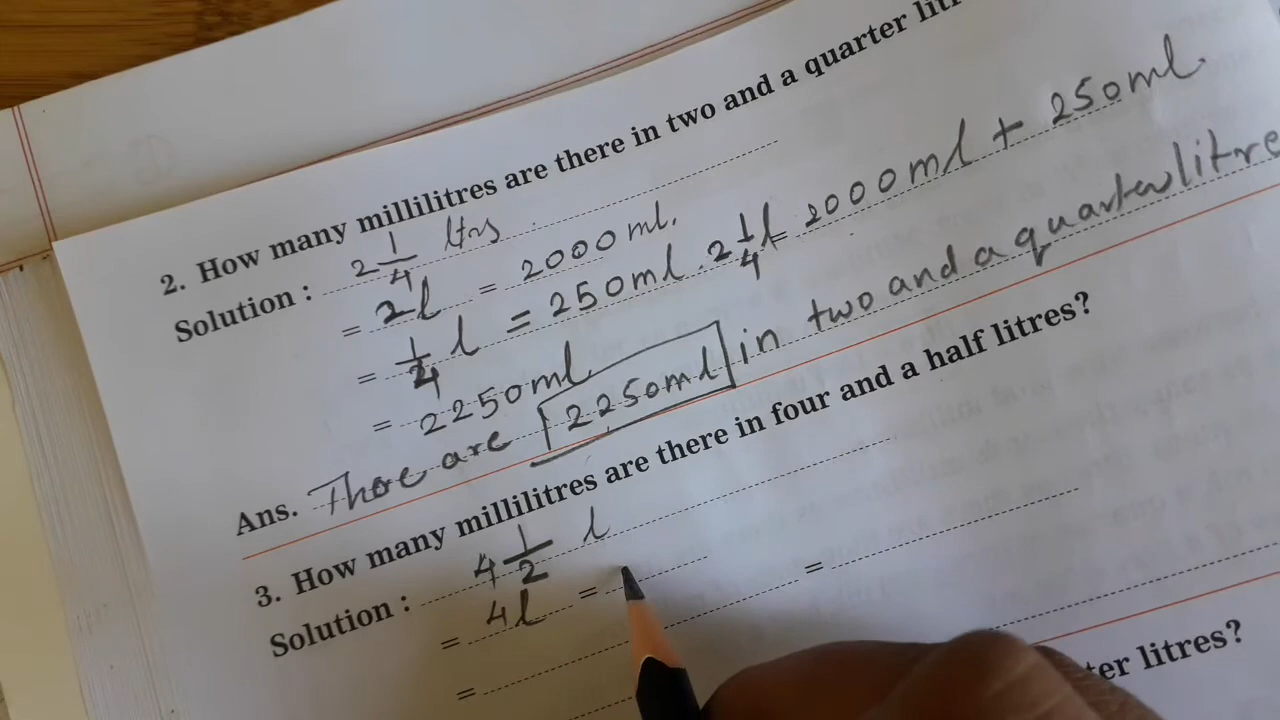 2. How many millilitres are there in two and a quarter
Solution : 2 1/4 ltrs
= 2l = 2000ml.
= 1/4 l = 250ml. 2 1/4 l = 2000ml + 250ml.
= 2250ml
Ans. There are 2250ml in two and a quarter litre
3. How many millilitres are there in four and a half litres?
Solution : 4 1/2 l
= 4l =
= =
litres?